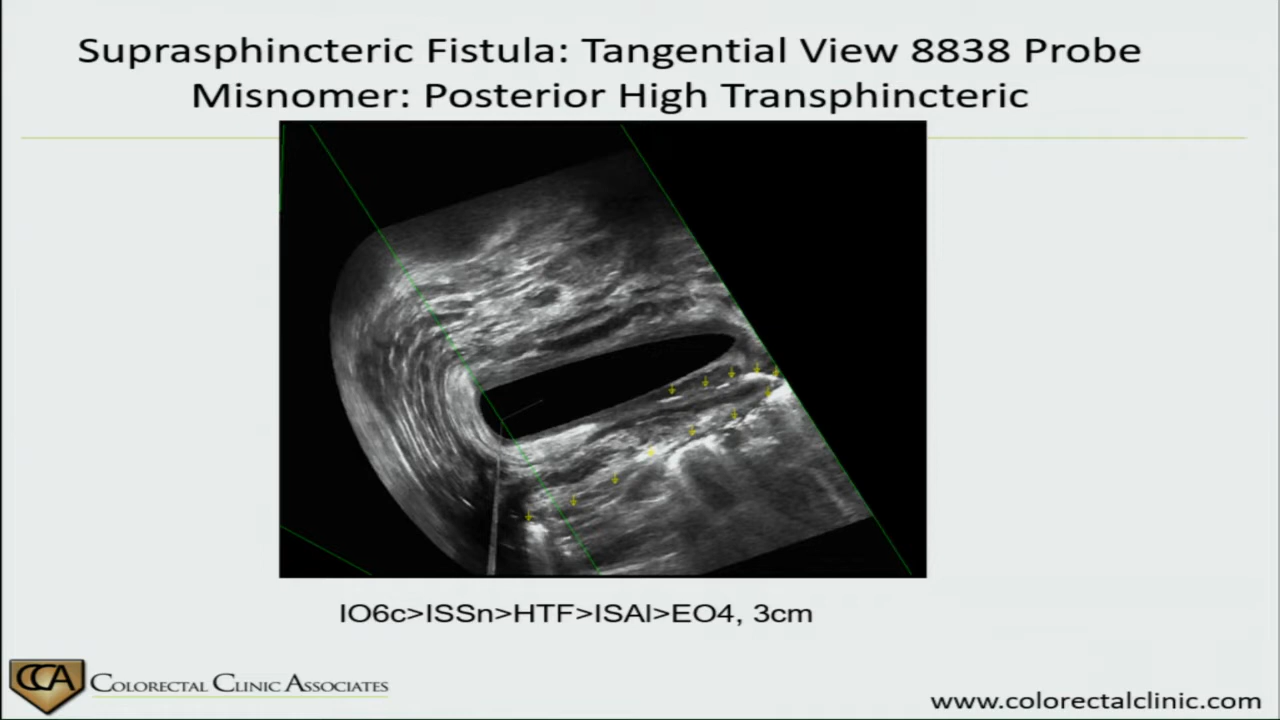 Suprasphincteric Fistula: Tangential View 8838 Probe
Misnomer: Posterior High Transphincteric
IO6c>ISSn>HTF>ISAI>EO4, 3cm
CCA COLORECTAL CLINIC ASSOCIATES
www.colorectalclinic.com